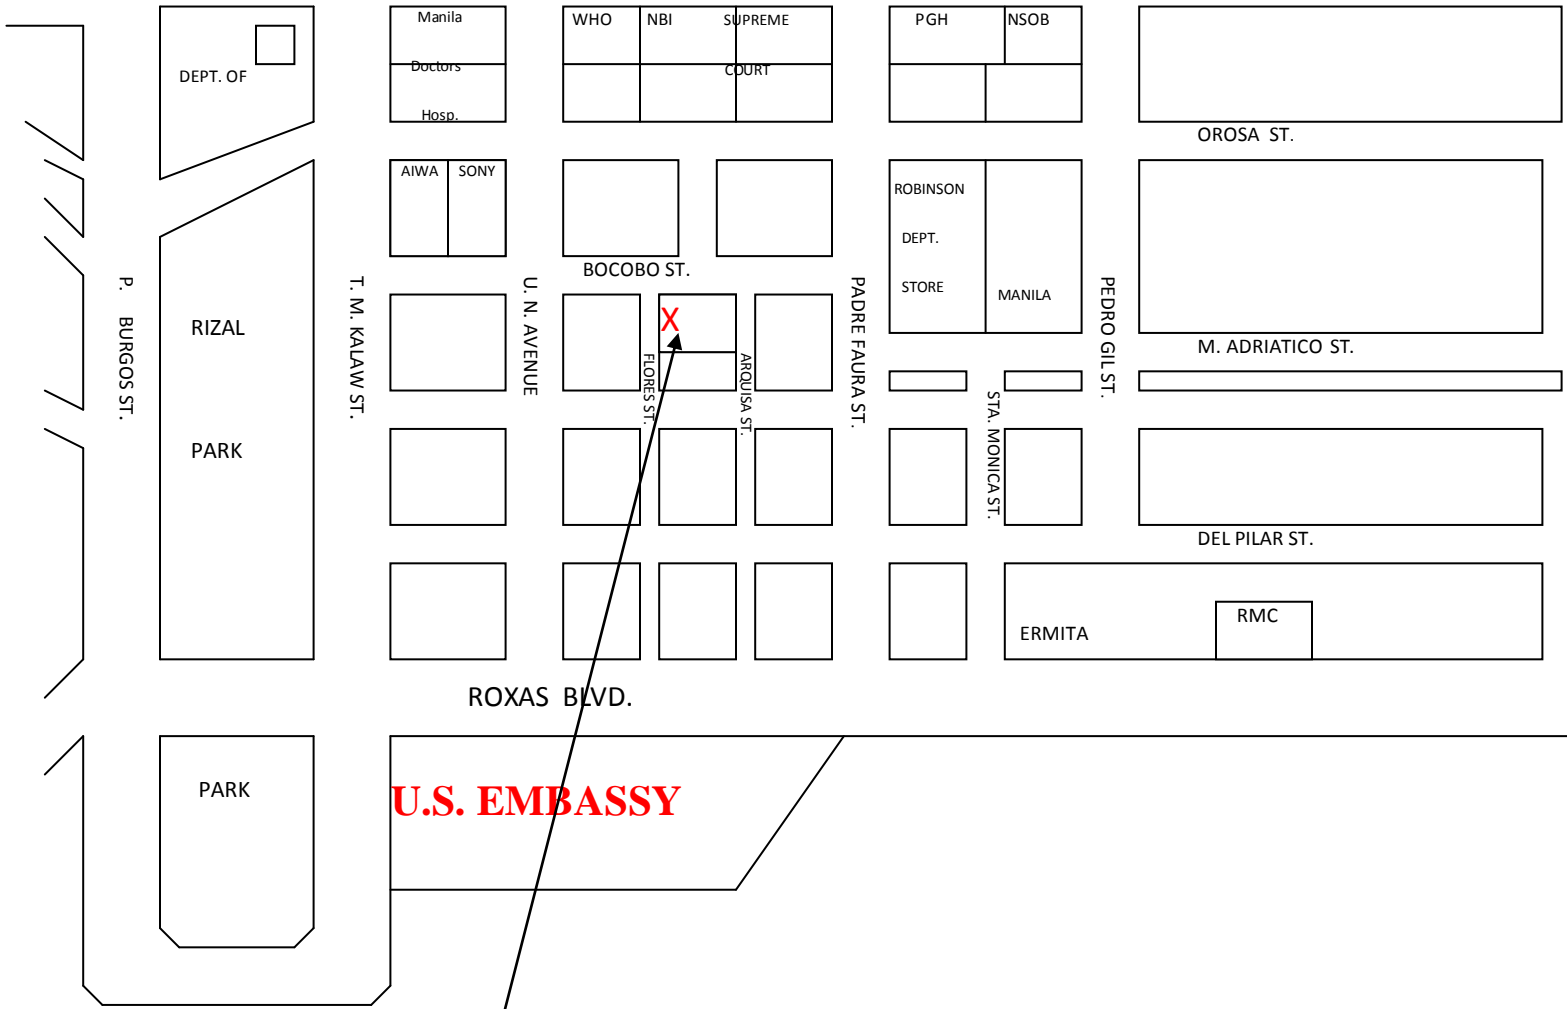 Manila
Doctors
Hosp.
WHO
NBI
SUPREME
COURT
PGH
NSOB
DEPT. OF
OROSA ST.
AIWA
SONY
ROBINSON
DEPT.
STORE
MANILA
BOCOBO ST.
P. BURGOS ST.
RIZAL
PARK
T. M. KALAW ST.
U. N. AVENUE
X
FLORES ST.
ARQUISA ST.
PADRE FAURA ST.
PEDRO GIL ST.
M. ADRIATICO ST.
STA. MONICA ST.
DEL PILAR ST.
ERMITA
RMC
ROXAS BLVD.
PARK
U.S. EMBASSY